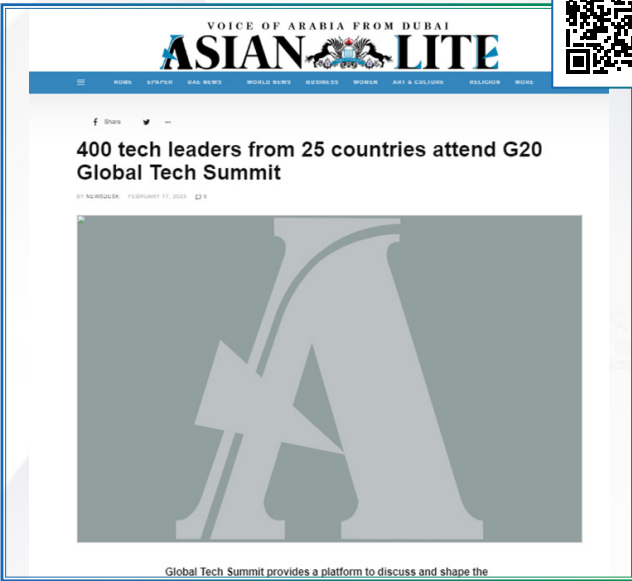 VOICE OF ARABIA FROM DUBAI
ASIAN LITE
HOME EPAPER UAE NEWS WORLD NEWS BUSINESS WOMEN ART & CULTURE RELIGION MORE
Share
400 tech leaders from 25 countries attend G20
Global Tech Summit
BY NEWSDESK FEBRUARY 17, 2023 0
Global Tech Summit provides a platform to discuss and shape the